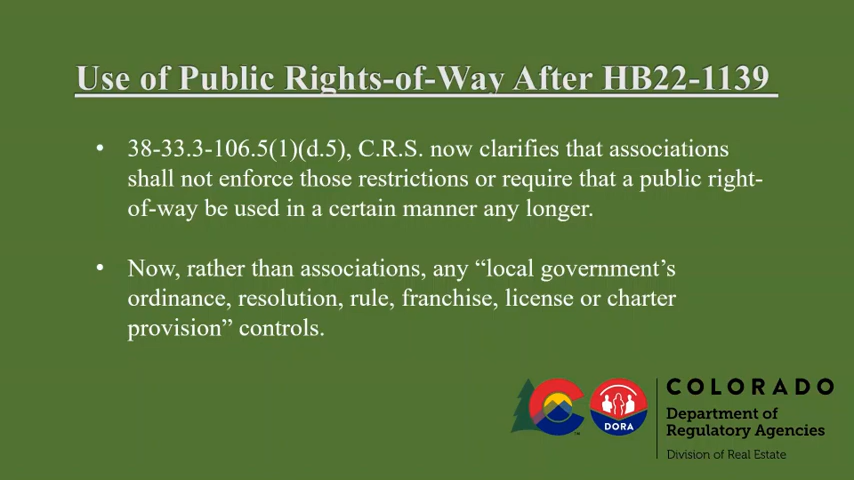 Use of Public Rights-of-Way After HB22-1139
• 38-33.3-106.5(1)(d.5), C.R.S. now clarifies that associations
shall not enforce those restrictions or require that a public right-
of-way be used in a certain manner any longer.
• Now, rather than associations, any “local government’s
ordinance, resolution, rule, franchise, license or charter
provision” controls.
COLORADO
Department of
Regulatory Agencies
Division of Real Estate
DORA
TM